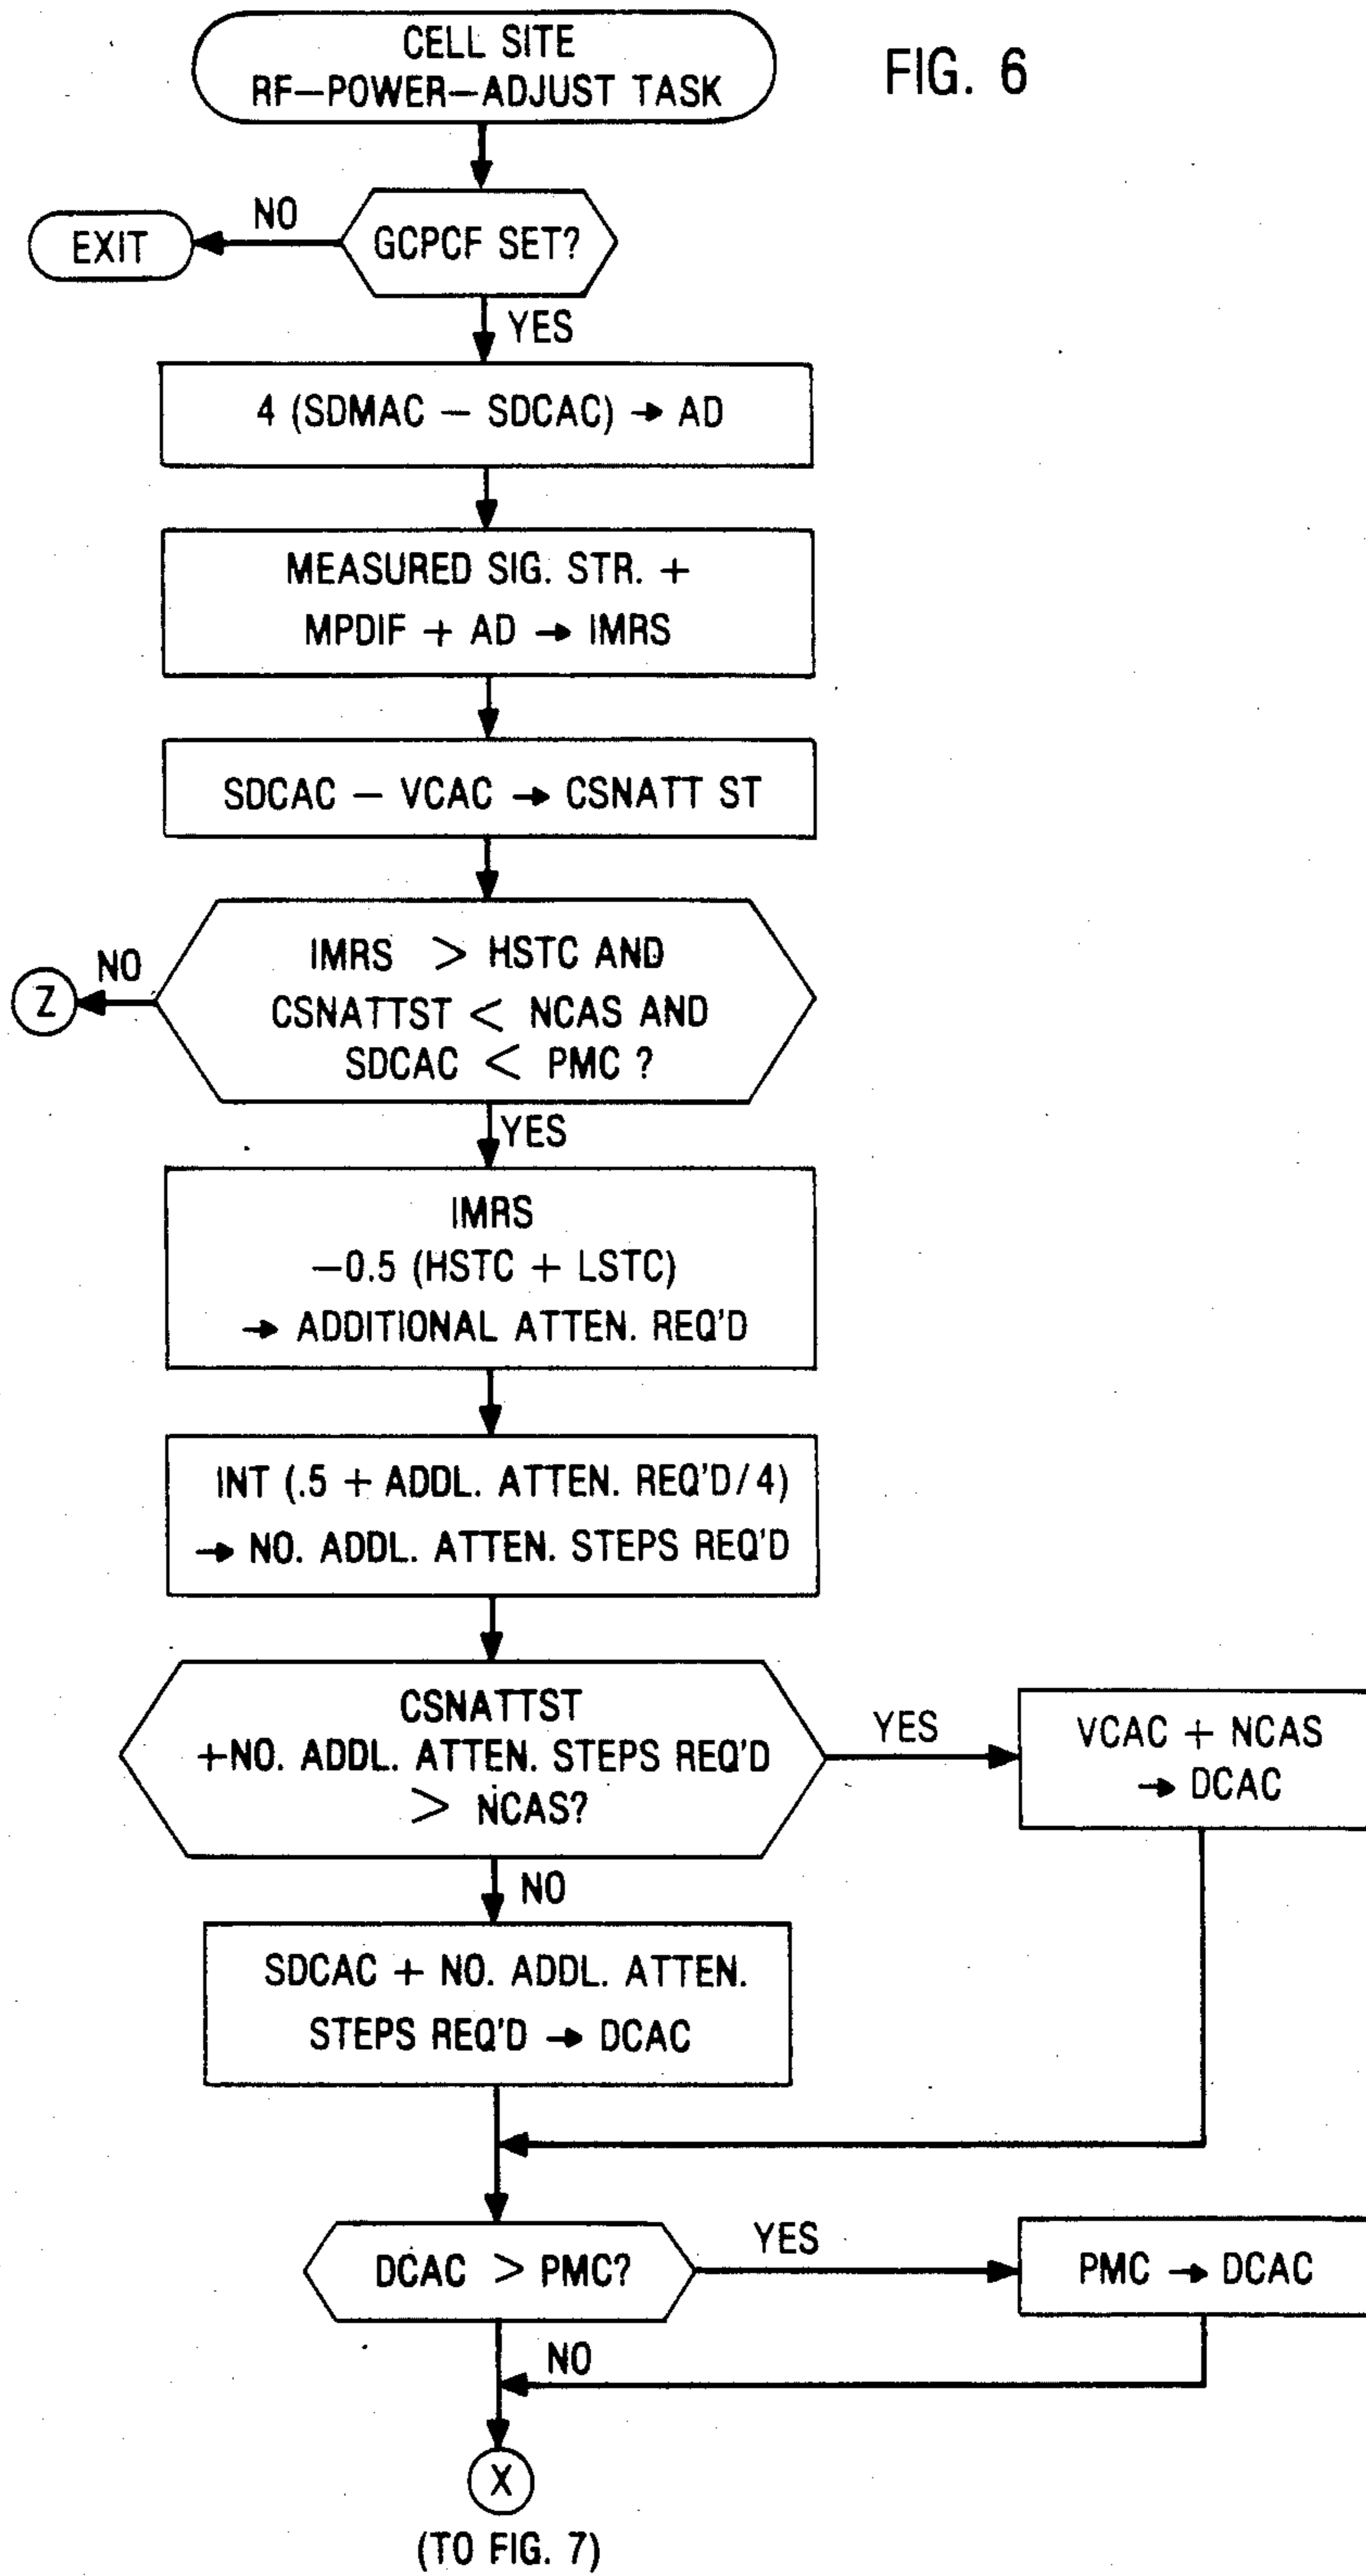 CELL SITE
RF-POWER-ADJUST TASK
FIG. 6
GCPCF SET?
NO
EXIT
YES
4 (SDMAC - SDCAC) → AD
MEASURED SIG. STR. +
MPDIF + AD → IMRS
SDCAC - VCAC → CSNATT ST
IMRS > HSTC AND
CSNATTST < NCAS AND
SDCAC < PMC ?
NO
Z
YES
IMRS
-0.5 (HSTC + LSTC)
→ ADDITIONAL ATTEN. REQ'D
INT (.5 + ADDL. ATTEN. REQ'D/4)
→ NO. ADDL. ATTEN. STEPS REQ'D
CSNATTST
+NO. ADDL. ATTEN. STEPS REQ'D
> NCAS?
YES
VCAC + NCAS
→ DCAC
NO
SDCAC + NO. ADDL. ATTEN.
STEPS REQ'D → DCAC
DCAC > PMC?
YES
PMC → DCAC
NO
X
(TO FIG. 7)